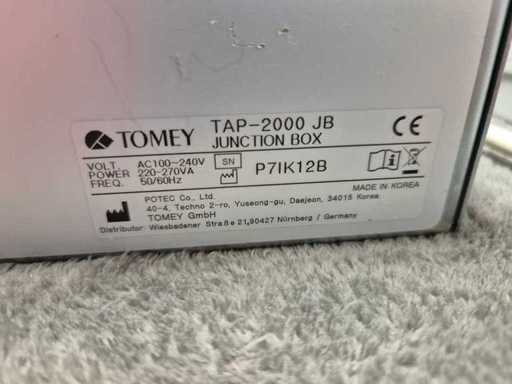 TOMEY TAP-2000 JB
JUNCTION BOX
CE
VOLT. AC100-240V
POWER 220-270VA
FREQ. 50/60Hz
SN P7IK12B
MADE IN KOREA
POTEC Co., Ltd.
40-4, Techno 2-ro, Yuseong-gu, Daejeon, 34015 Korea.
TOMEY GmbH
Distributor Wiesbadener Straße 21,90427 Nürnberg / Germany